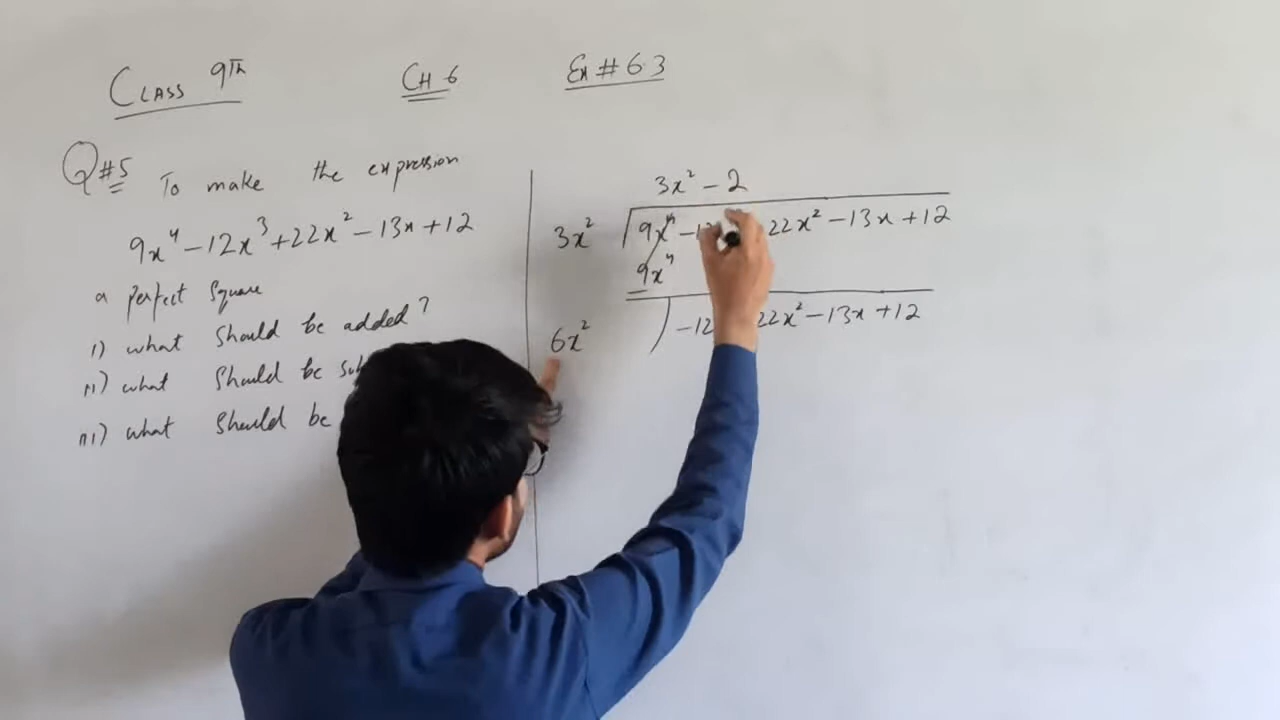 CLASS 9TH CH 6 Ex # 6.3
Q#5 To make the expression
9x⁴ - 12x³ + 22x² - 13x + 12
a perfect square
i) what should be added?
ii) what should be
iii) what should be
3x² - 2
3x² 9x⁴ - 22x² - 13x + 12
9x⁴
6x² -12 22x² - 13x + 12